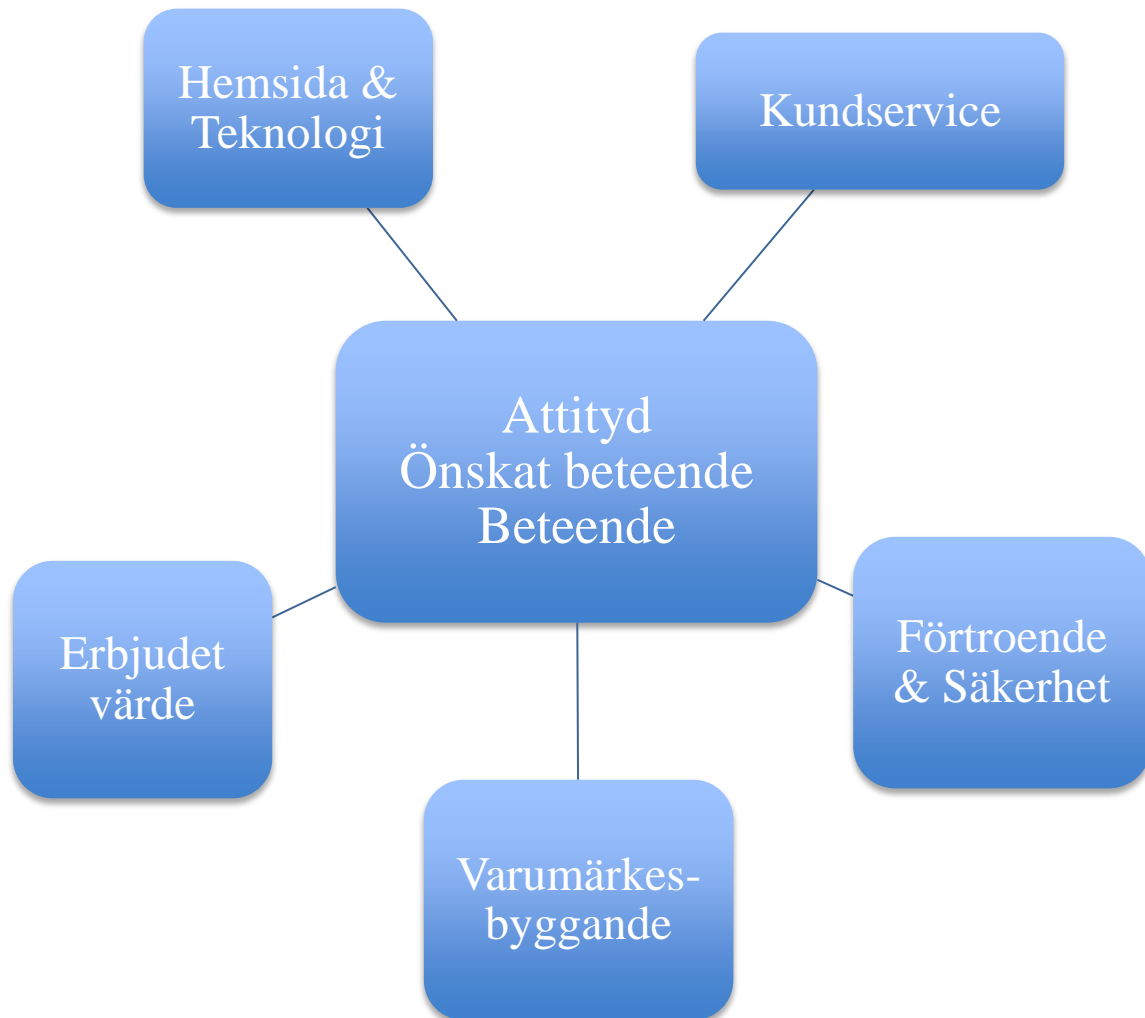 Hemsida &
Teknologi
Kundservice
Attityd
Önskat beteende
Beteende
Erbjudet
värde
Förtroende
& Säkerhet
Varumärkes-
byggande